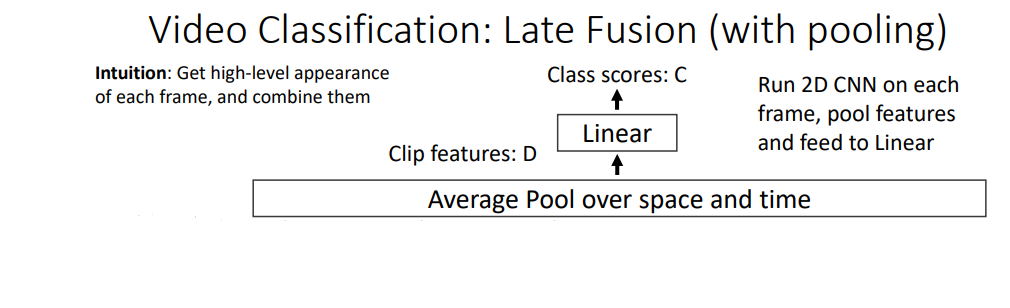 Video Classification: Late Fusion (with pooling)
Intuition: Get high-level appearance
of each frame, and combine them
Class scores: C
Run 2D CNN on each
frame, pool features
and feed to Linear
Linear
Clip features: D
Average Pool over space and time